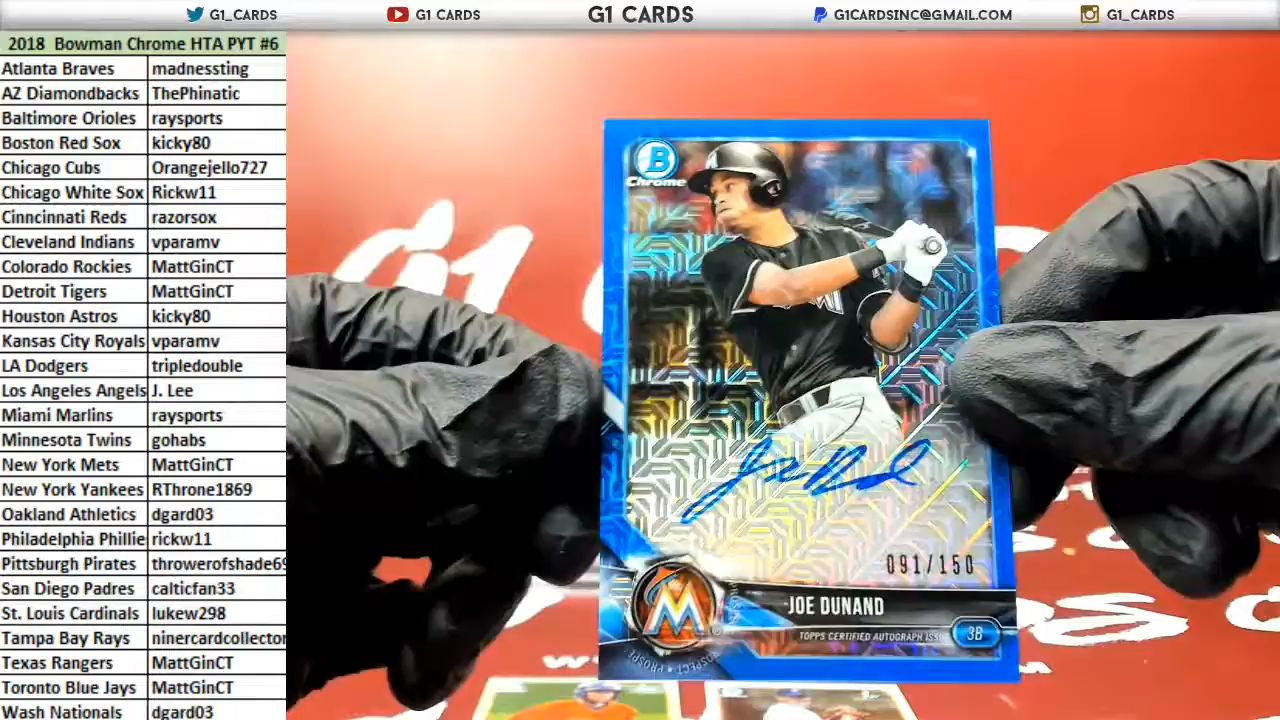 G1_CARDS
G1 CARDS
G1 CARDS
G1CARDSINC@GMAIL.COM
G1_CARDS
2018 Bowman Chrome HTA PYT #6
Atlanta Braves madnessting
AZ Diamondbacks ThePhinatic
Baltimore Orioles raysports
Boston Red Sox kicky80
Chicago Cubs Orangejello727
Chicago White Sox Rickw11
Cinncinnati Reds razorsox
Cleveland Indians vparamv
Colorado Rockies MattGinCT
Detroit Tigers MattGinCT
Houston Astros kicky80
Kansas City Royals vparamv
LA Dodgers tripledouble
Los Angeles Angels J. Lee
Miami Marlins raysports
Minnesota Twins gohabs
New York Mets MattGinCT
New York Yankees RThrone1869
Oakland Athletics dgard03
Philadelphia Phillie rickw11
Pittsburgh Pirates throwerofshade69
San Diego Padres calticfan33
St. Louis Cardinals lukew298
Tampa Bay Rays ninercardcollector
Texas Rangers MattGinCT
Toronto Blue Jays MattGinCT
Wash Nationals dgard03
G1
B
Chrome
091/150
M
JOE DUNAND
TOPPS CERTIFIED AUTOGRAPH ISSUE
3B